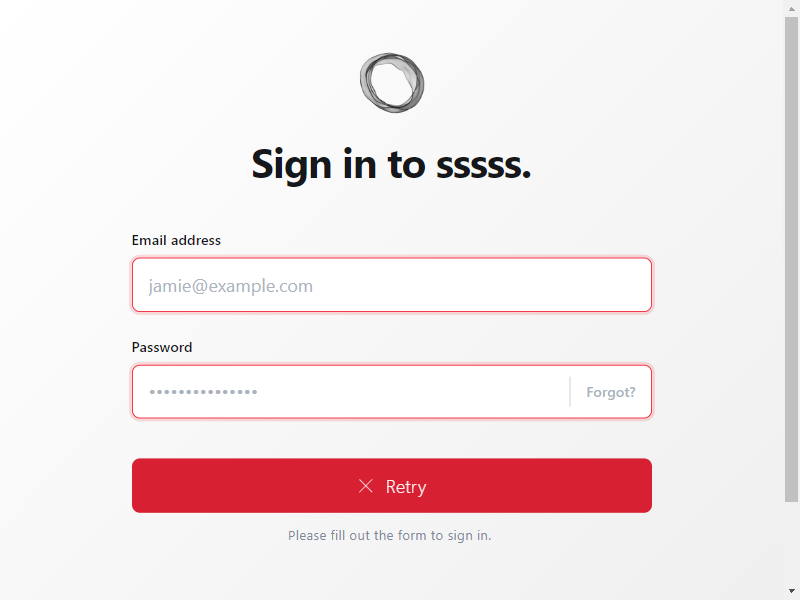 Sign in to sssss.
Email address
jamie@example.com
Password
•••••••••••••••
Forgot?
Retry
Please fill out the form to sign in.